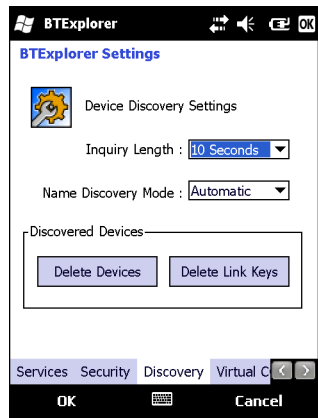 BTExplorer OK
BTExplorer Settings
Device Discovery Settings
Inquiry Length : 10 Seconds
Name Discovery Mode : Automatic
Discovered Devices
Delete Devices Delete Link Keys
Services Security Discovery Virtual C
OK Cancel